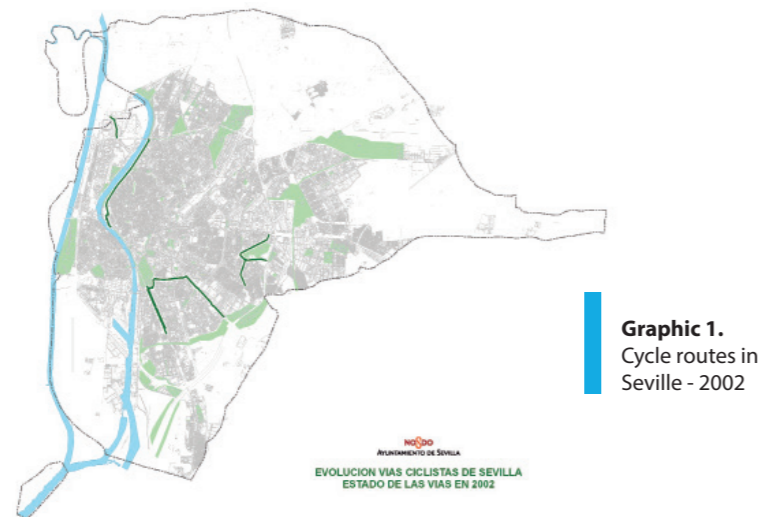 Graphic 1.
Cycle routes in
Seville - 2002
NO8DO
AYUNTAMIENTO DE SEVILLA
EVOLUCION VIAS CICLISTAS DE SEVILLA
ESTADO DE LAS VIAS EN 2002